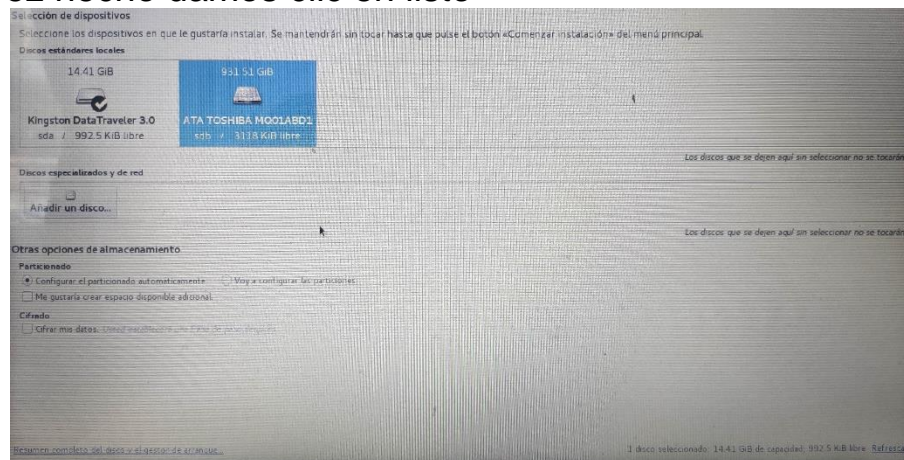 damos clic en listo
Selección de dispositivos
Seleccione los dispositivos en que le gustaría instalar. Se mantendrán sin tocar hasta que pulse el botón «Comenzar instalación» del menú principal.
Discos estándares locales
14.41 GiB 931.51 GiB
Kingston DataTraveler 3.0 ATA TOSHIBA MQ01ABD1
sda / 992.5 KiB libre sdb / 3118 KiB libre
Los discos que se dejen aquí sin seleccionar no se tocarán
Discos especializados y de red
Añadir un disco...
Los discos que se dejen aquí sin seleccionar no se tocarán
Otras opciones de almacenamiento
Particionado
Configurar el particionado automáticamente. Voy a configurar las particiones.
Me gustaría crear espacio disponible adicional.
Cifrado
Cifrar mis datos.
Resumen completo del disco y el gestor de arranque...
1 disco seleccionado; 14.41 GiB de capacidad; 992.5 KiB libre